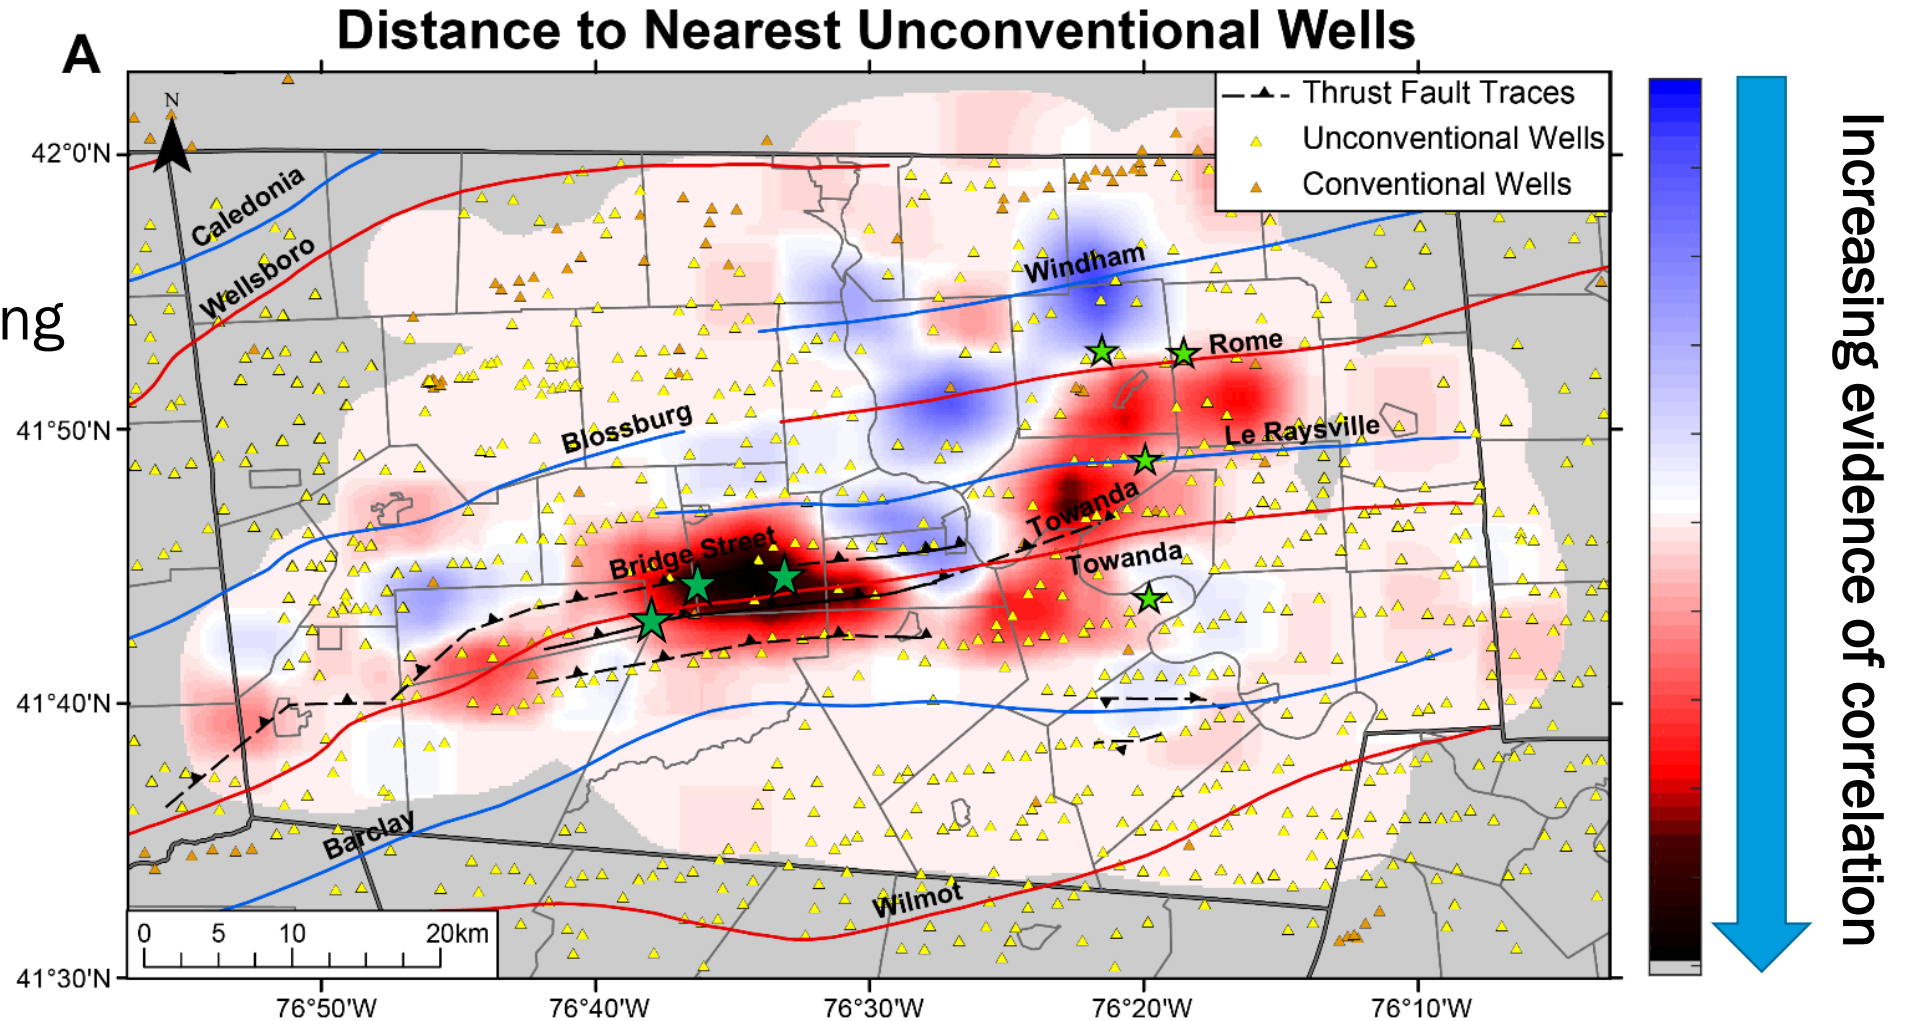 Distance to Nearest Unconventional Wells
A
Thrust Fault Traces
Unconventional Wells
Conventional Wells
N
42°0'N
41°50'N
41°40'N
41°30'N
ng
Caledonia
Wellsboro
Windham
Rome
Blossburg
Le Raysville
Towanda
Bridge Street
Towanda
Barclay
Wilmot
0 5 10 20km
76°50'W 76°40'W 76°30'W 76°20'W 76°10'W
Increasing evidence of correlation